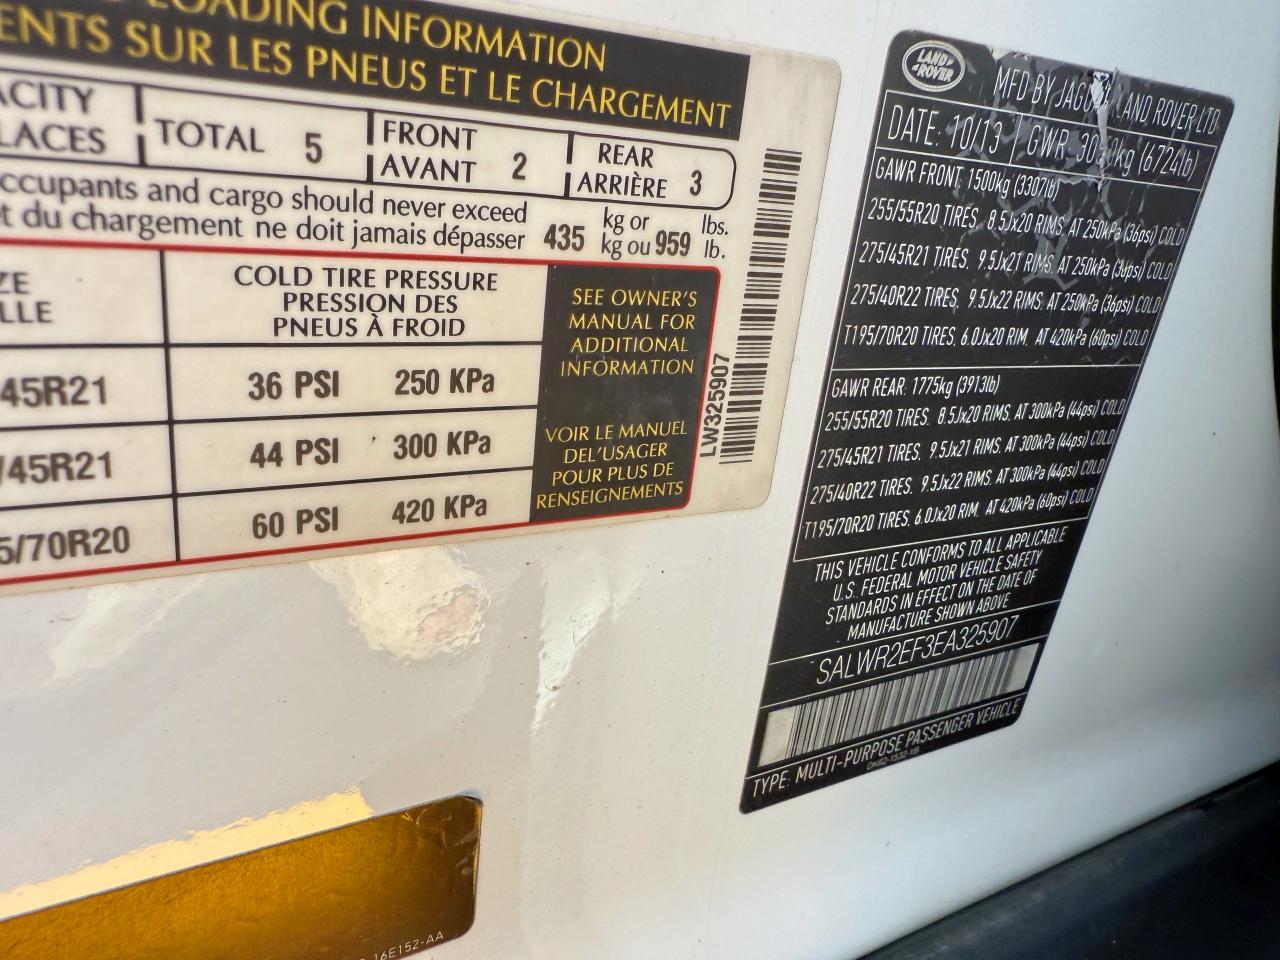 LOADING INFORMATION
ENTS SUR LES PNEUS ET LE CHARGEMENT
ACITY
LACES
TOTAL 5
FRONT
AVANT 2
REAR
ARRIÈRE 3
ccupants and cargo should never exceed
t du chargement ne doit jamais dépasser
435 kg or
kg ou 959 lbs.
lb.
ZE
LLE
COLD TIRE PRESSURE
PRESSION DES
PNEUS À FROID
45R21 36 PSI 250 KPa
/45R21 44 PSI 300 KPa
5/70R20 60 PSI 420 KPa
SEE OWNER'S
MANUAL FOR
ADDITIONAL
INFORMATION
VOIR LE MANUEL
DEL'USAGER
POUR PLUS DE
RENSEIGNEMENTS
LW325907
LAND-
-ROVER
MFD BY LAND ROVER LTD
DATE. 10/13 GWR (6724lb)
GAWR FRONT 1500kg (3307lb)
255/55R20 TIRES. 8.5Jx20 RIMS. AT 250kPa (36psi) COLD
275/45R21 TIRES. 9.5Jx21 RIMS. AT 250kPa (36psi) COLD
275/40R22 TIRES. 9.5Jx22 RIMS. AT 250kPa (36psi) COLD
T195/70R20 TIRES. 6.0Jx20 RIM. AT 420kPa (60psi) COLD
GAWR REAR: 1775kg (3913lb)
255/55R20 TIRES. 8.5Jx20 RIMS. AT 300kPa (44psi) COLD
275/45R21 TIRES. 9.5Jx21 RIMS. AT 300kPa (44psi) COLD
275/40R22 TIRES. 9.5Jx22 RIMS. AT 300kPa (44psi) COLD
T195/70R20 TIRES. 6.0Jx20 RIM. AT 420kPa (60psi) COLD
THIS VEHICLE CONFORMS TO ALL APPLICABLE
U.S. FEDERAL MOTOR VEHICLE SAFETY
STANDARDS IN EFFECT ON THE DATE OF
MANUFACTURE SHOWN ABOVE
SALWR2EF3EA325907
TYPE: MULTI-PURPOSE PASSENGER VEHICLE
16E152-AA